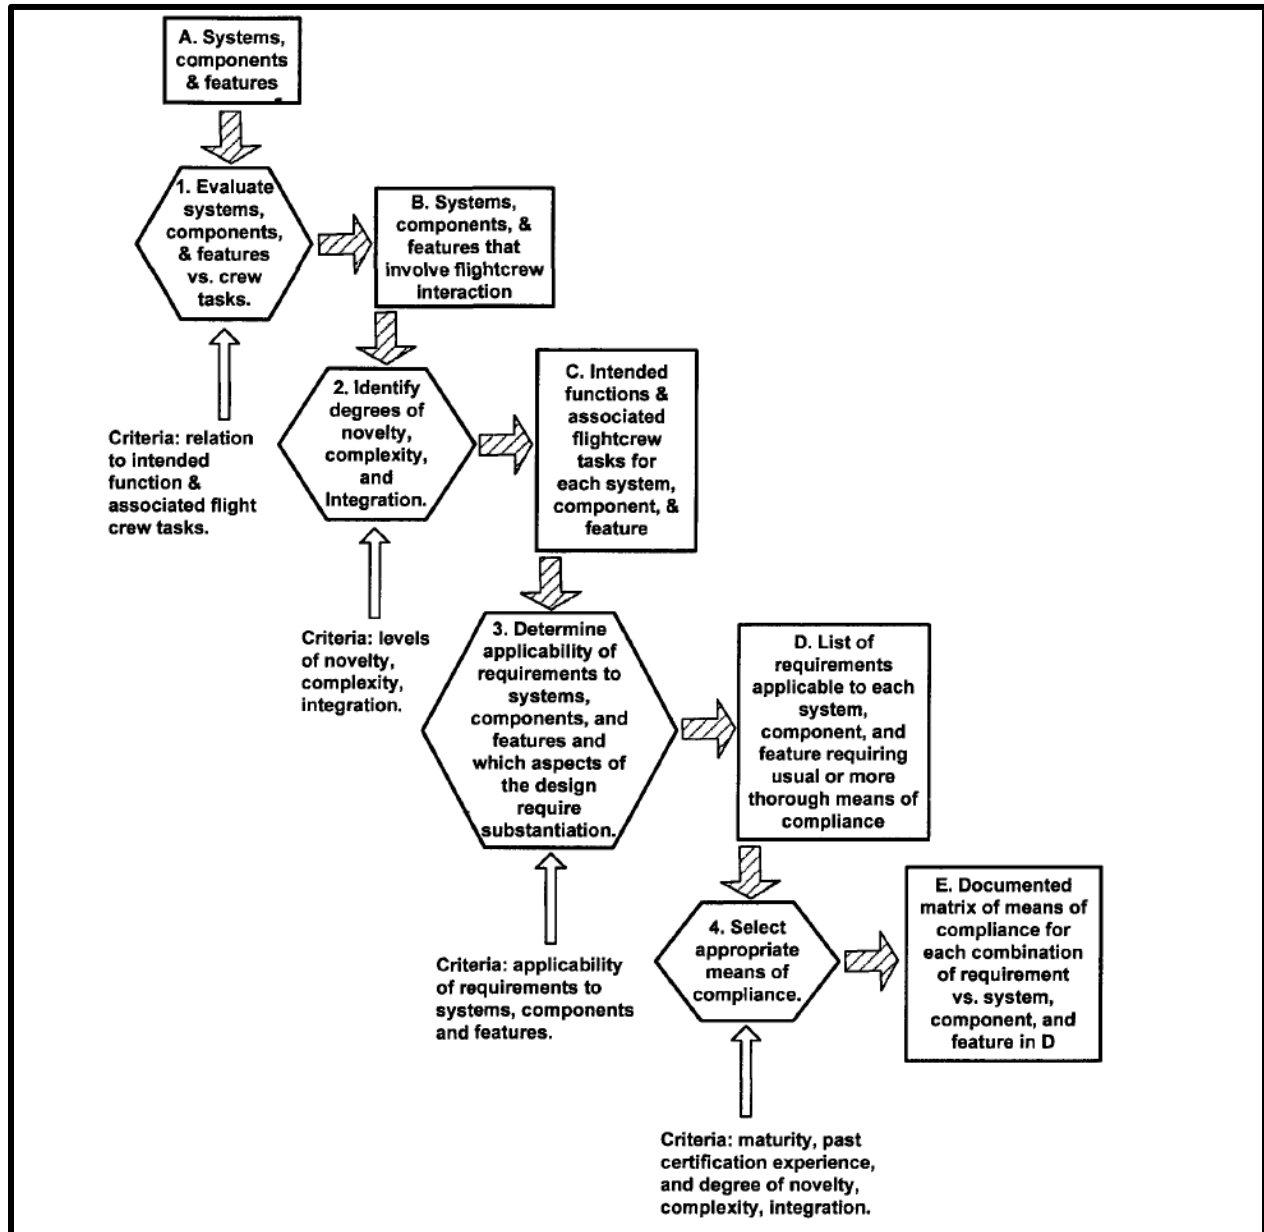 A. Systems,
components
& features
1. Evaluate
systems,
components,
& features
vs. crew
tasks.
B. Systems,
components, &
features that
involve flightcrew
interaction
Criteria: relation
to intended
function &
associated flight
crew tasks.
2. Identify
degrees of
novelty,
complexity,
and
Integration.
C. Intended
functions &
associated
flightcrew
tasks for
each system,
component, &
feature
Criteria: levels
of novelty,
complexity,
integration.
3. Determine
applicability of
requirements to
systems,
components, and
features and
which aspects of
the design
require
substantiation.
D. List of
requirements
applicable to each
system,
component, and
feature requiring
usual or more
thorough means of
compliance
Criteria: applicability
of requirements to
systems, components
and features.
4. Select
appropriate
means of
compliance.
E. Documented
matrix of means of
compliance for
each combination
of requirement
vs. system,
component, and
feature in D
Criteria: maturity, past
certification experience,
and degree of novelty,
complexity, integration.